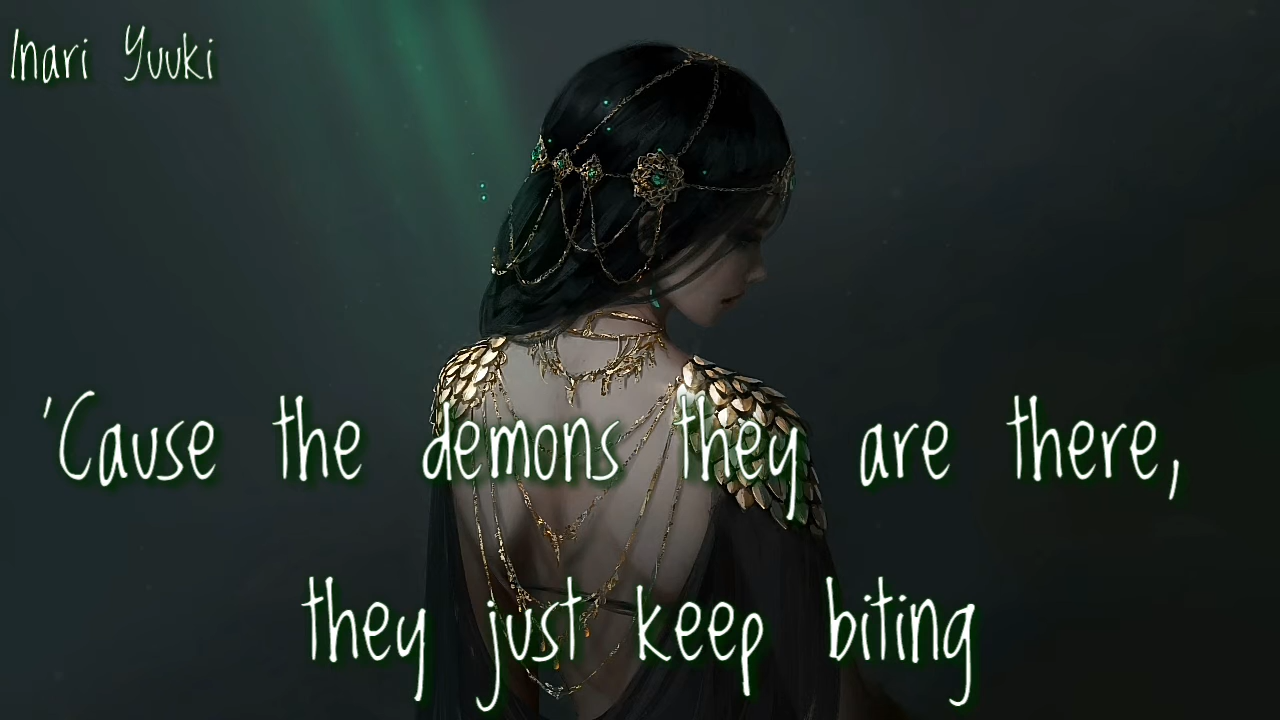 Inari Yuuki
'Cause the demons they are there,
they just keep biting